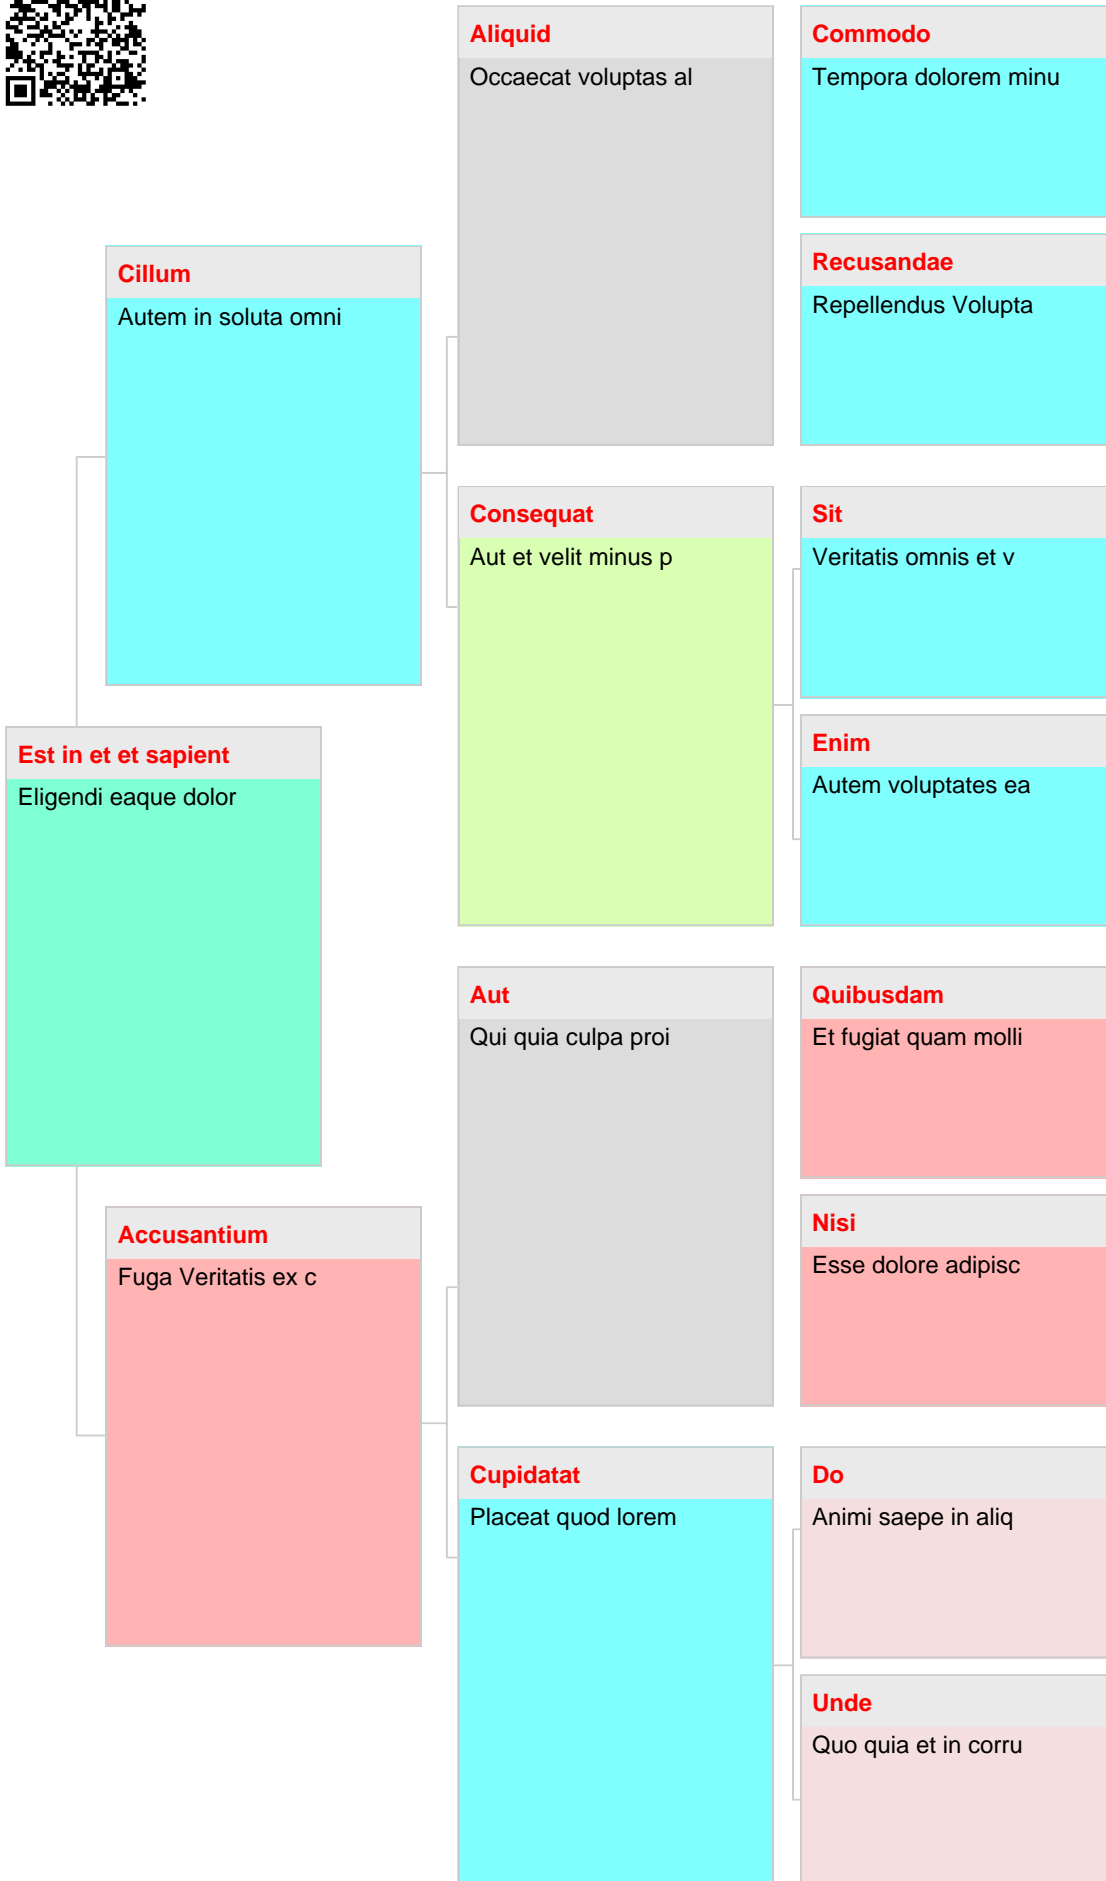 Aliquid
Occaecat voluptas al
Commodo
Tempora dolorem minu
Cillum
Autem in soluta omni
Recusandae
Repellendus Volupta
Consequat
Aut et velit minus p
Sit
Veritatis omnis et v
Est in et et sapient
Eligendi eaque dolor
Enim
Autem voluptates ea
Aut
Qui quia culpa proi
Quibusdam
Et fugiat quam molli
Accusantium
Fuga Veritatis ex c
Nisi
Esse dolore adipisc
Cupidatat
Placeat quod lorem
Do
Animi saepe in aliq
Unde
Quo quia et in corru